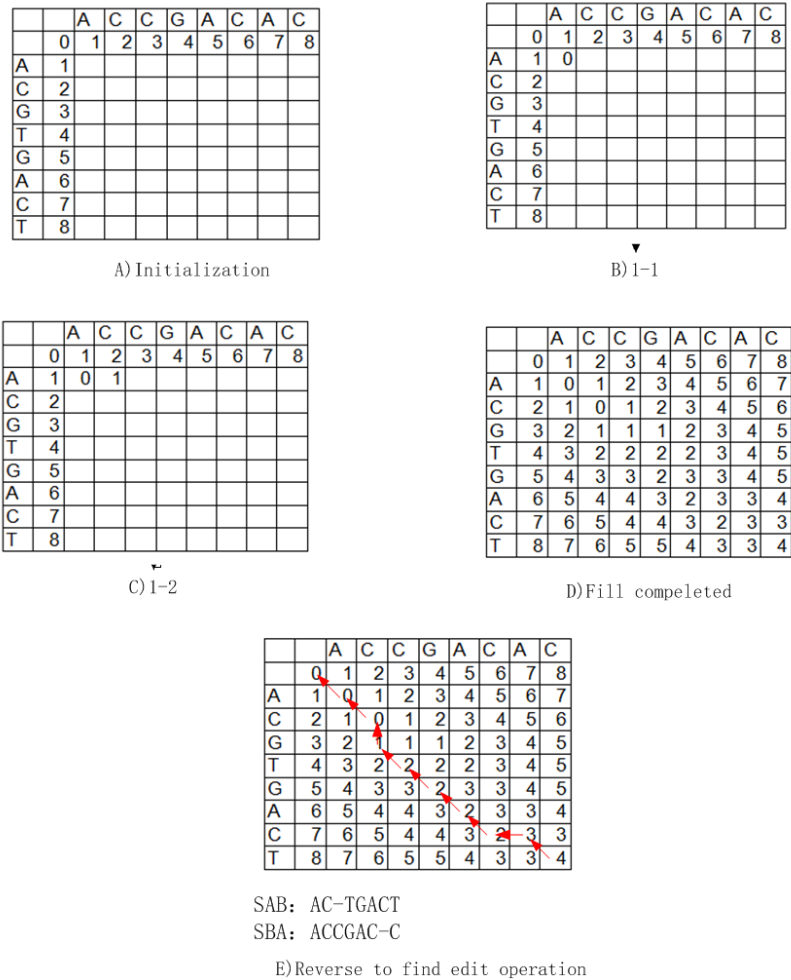 A C C G A C A C
0 1 2 3 4 5 6 7 8
A 1
C 2
G 3
T 4
G 5
A 6
C 7
T 8
A)Initialization
A C C G A C A C
0 1 2 3 4 5 6 7 8
A 1 0
C 2
G 3
T 4
G 5
A 6
C 7
T 8
B)1-1
A C C G A C A C
0 1 2 3 4 5 6 7 8
A 1 0 1
C 2
G 3
T 4
G 5
A 6
C 7
T 8
C)1-2
A C C G A C A C
0 1 2 3 4 5 6 7 8
A 1 0 1 2 3 4 5 6 7
C 2 1 0 1 2 3 4 5 6
G 3 2 1 1 1 2 3 4 5
T 4 3 2 2 2 2 3 4 5
G 5 4 3 3 2 3 3 4 5
A 6 5 4 4 3 2 3 3 4
C 7 6 5 4 4 3 2 3 3
T 8 7 6 5 5 4 3 3 4
D)Fill compeleted
A C C G A C A C
0 1 2 3 4 5 6 7 8
A 1 0 1 2 3 4 5 6 7
C 2 1 0 1 2 3 4 5 6
G 3 2 1 1 1 2 3 4 5
T 4 3 2 2 2 2 3 4 5
G 5 4 3 3 2 3 3 4 5
A 6 5 4 4 3 2 3 3 4
C 7 6 5 4 4 3 2 3 3
T 8 7 6 5 5 4 3 3 4
SAB: AC-TGACT
SBA: ACCGAC-C
E)Reverse to find edit operation